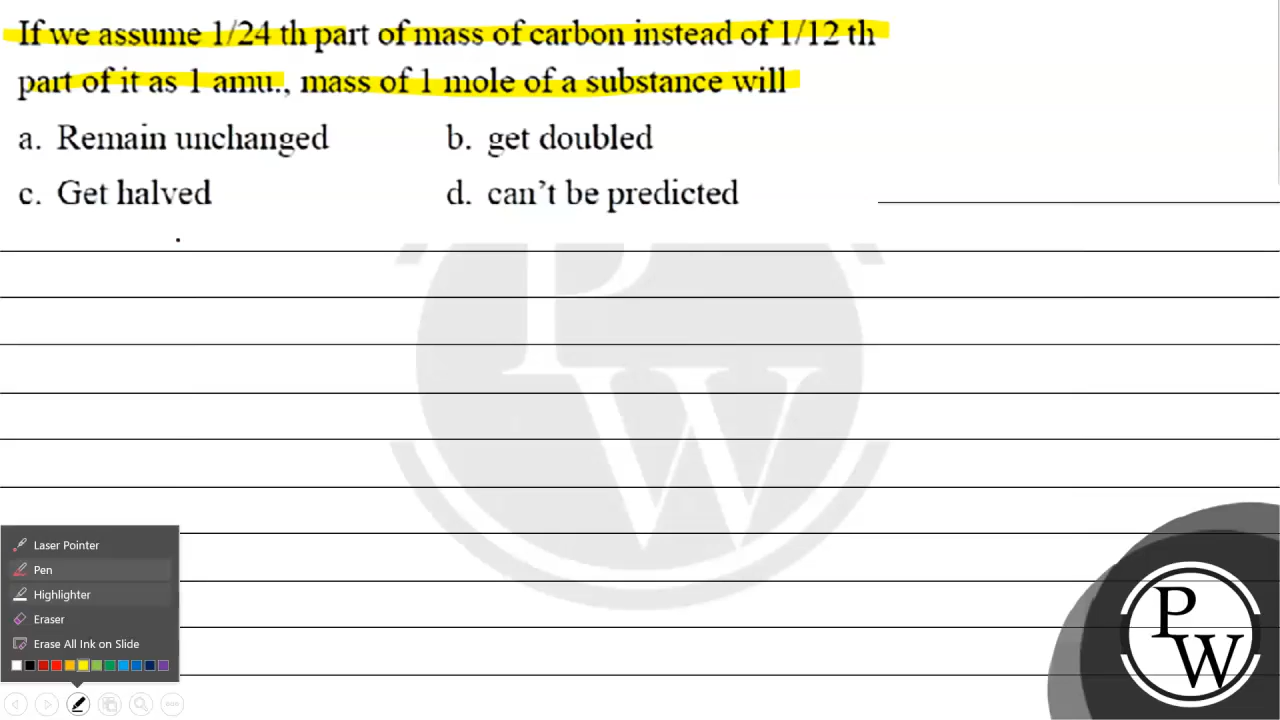 If we assume 1/24 th part of mass of carbon instead of 1/12 th
part of it as 1 amu., mass of 1 mole of a substance will
a. Remain unchanged b. get doubled
c. Get halved d. can't be predicted
P
W
Laser Pointer
Pen
Highlighter
Eraser
Erase All Ink on Slide
P
W